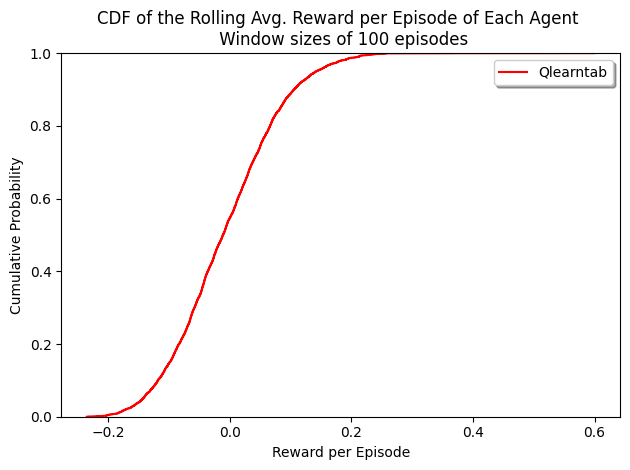 CDF of the Rolling Avg. Reward per Episode of Each Agent
Window sizes of 100 episodes
Qlearntab
Cumulative Probability
1.0
0.8
0.6
0.4
0.2
0.0
−0.2
0.0
0.2
0.4
0.6
Reward per Episode